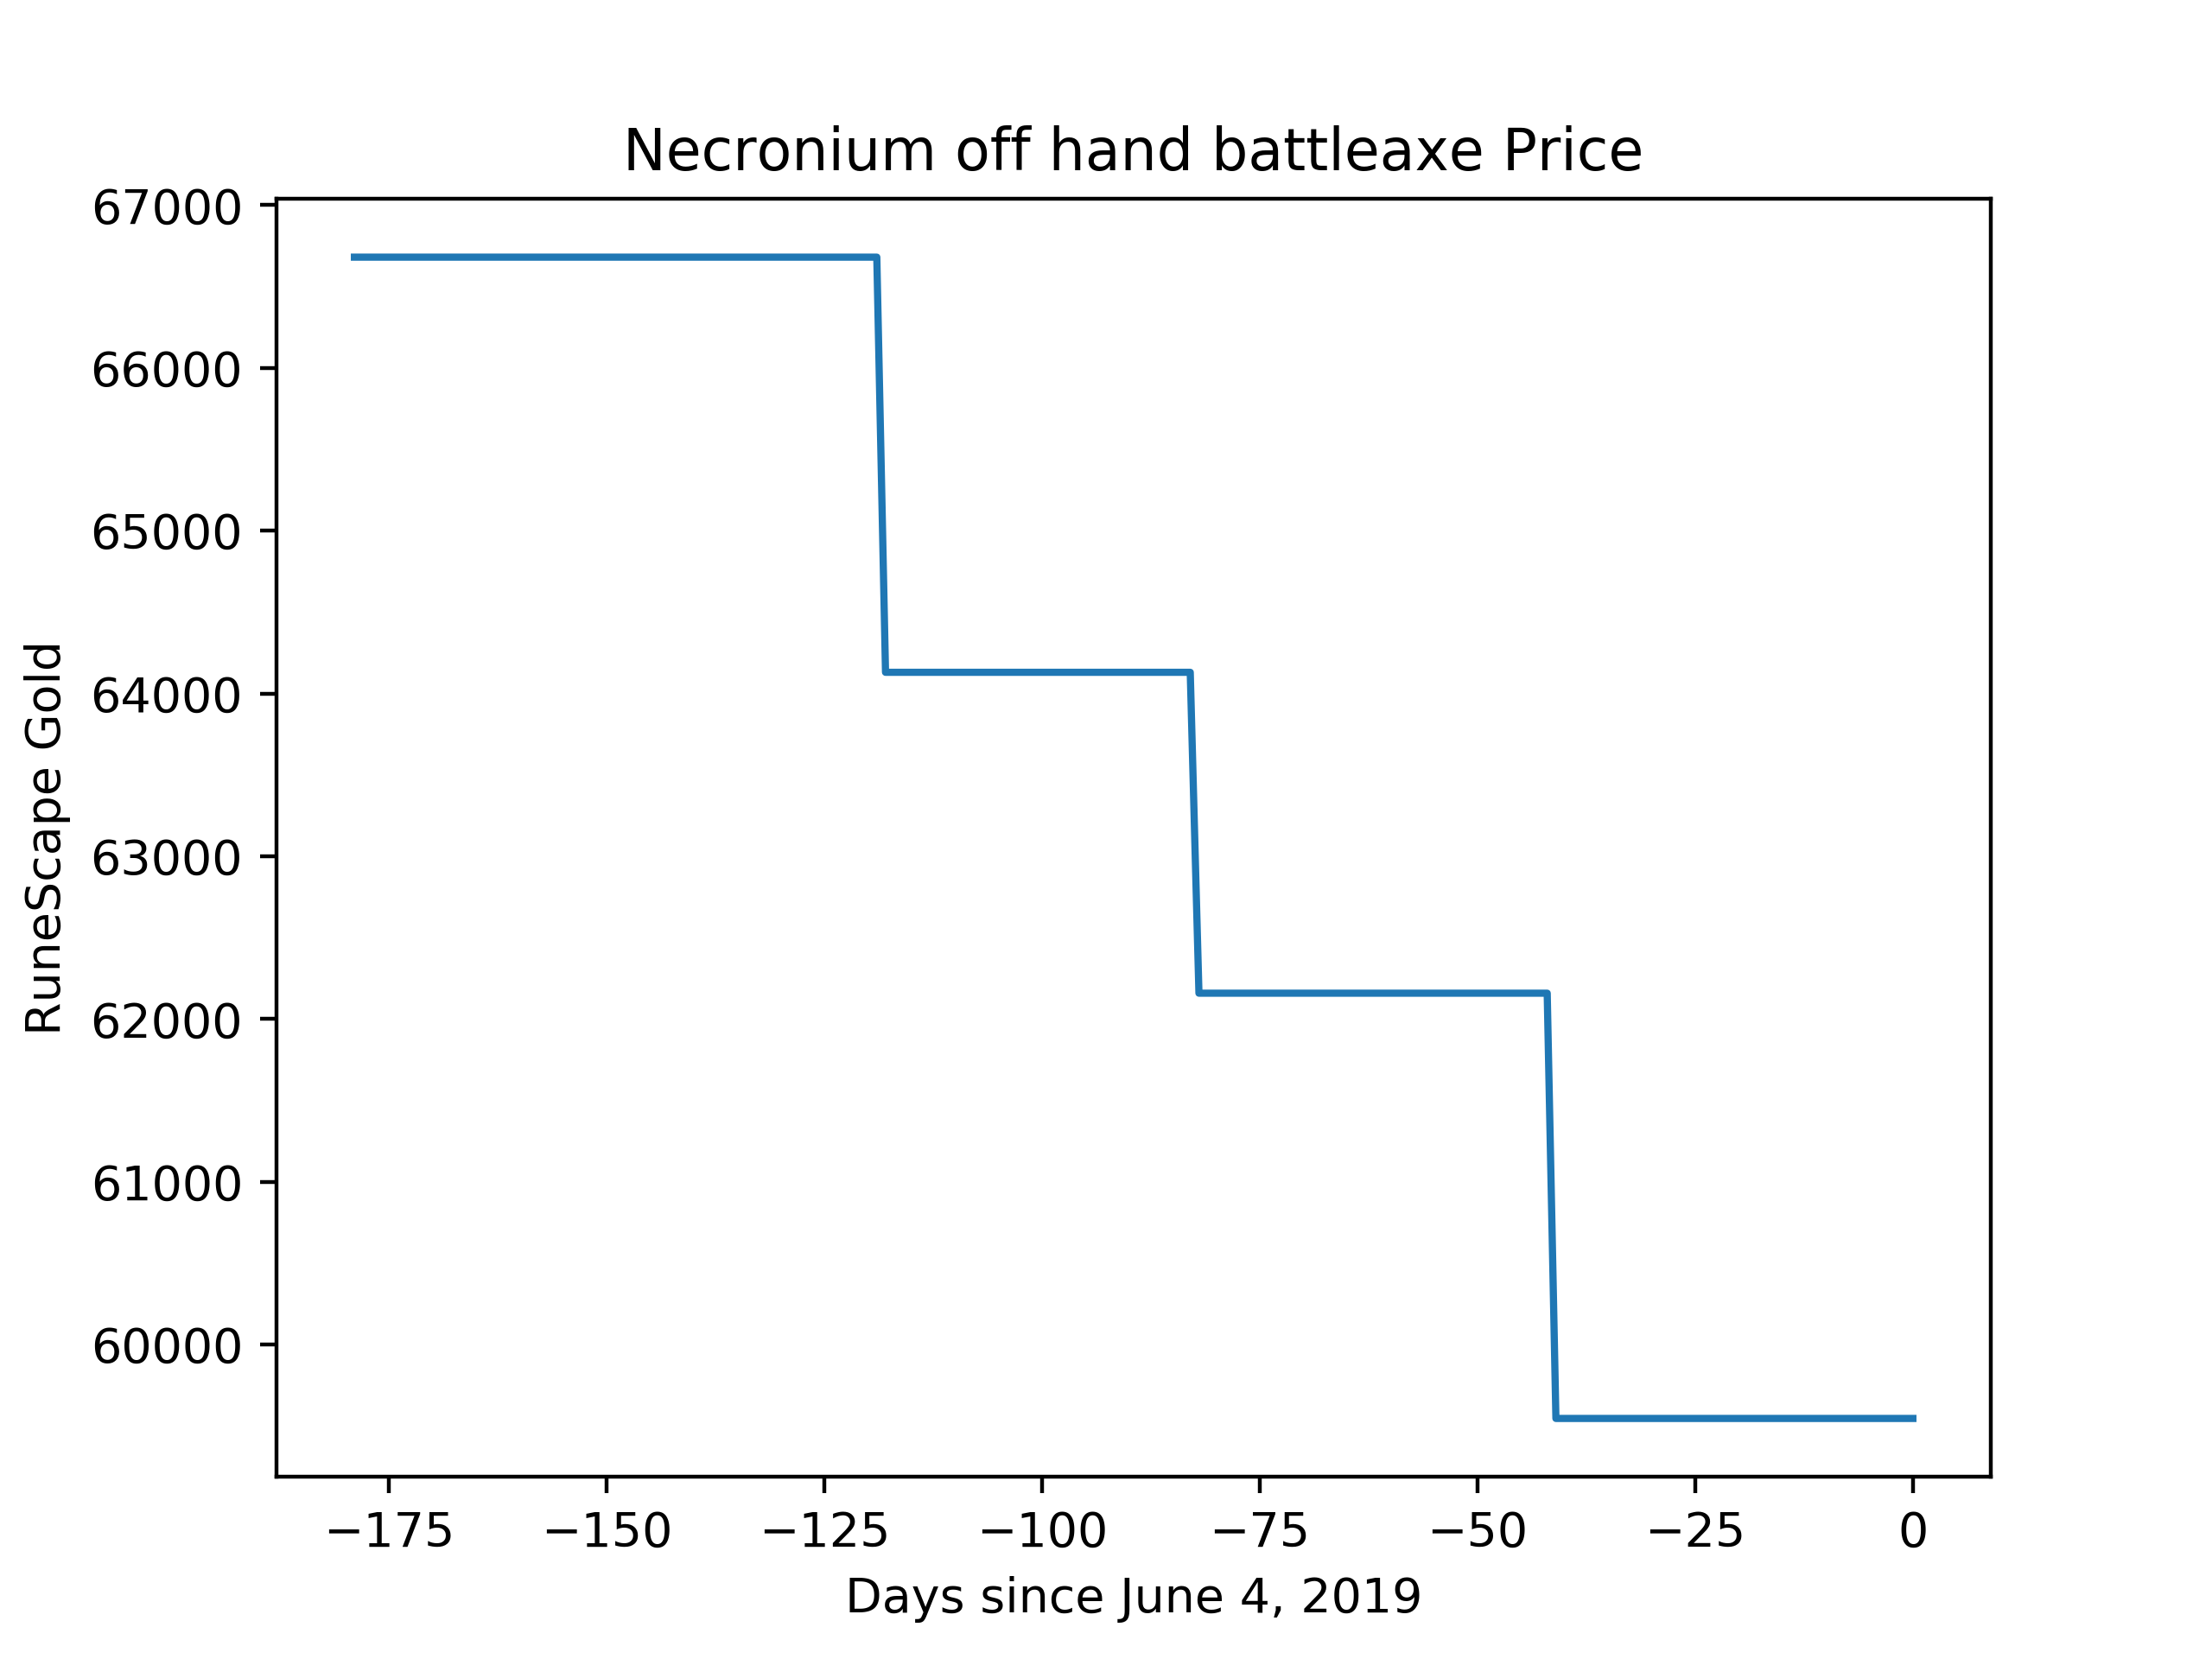 Necronium off hand battleaxe Price
67000
66000
65000
64000
63000
62000
61000
60000
RuneScape Gold
−175 −150 −125 −100 −75 −50 −25 0
Days since June 4, 2019